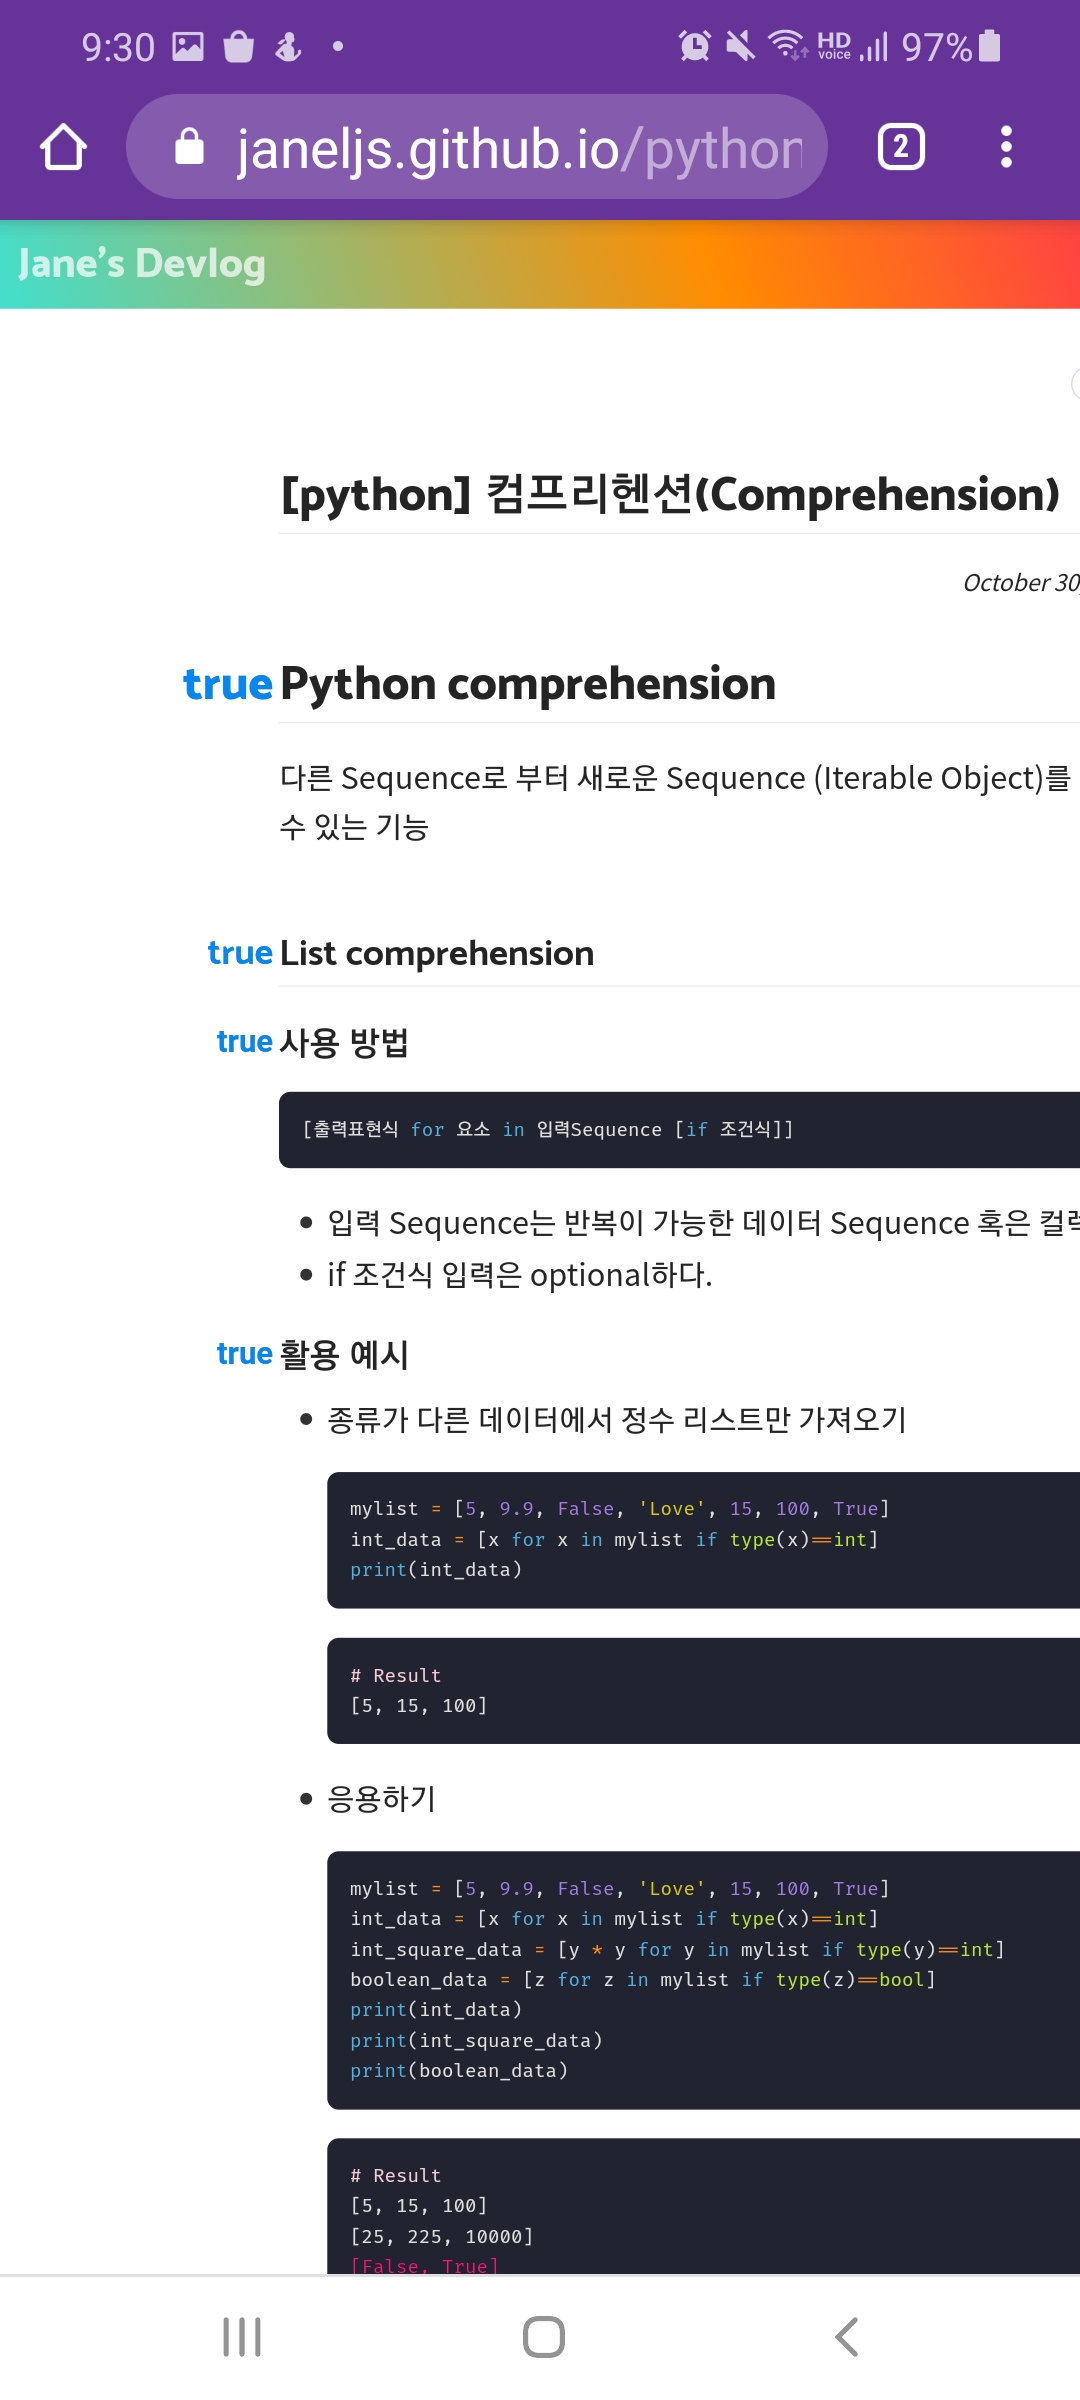 9:30
HD voice
97%
janeljs.github.io/python
2
Jane's Devlog
[python] 컴프리헨션(Comprehension)
October 30,
true Python comprehension
다른 Sequence로 부터 새로운 Sequence (Iterable Object)를
수 있는 기능
true List comprehension
true 사용 방법
[출력표현식 for 요소 in 입력Sequence [if 조건식]]
• 입력 Sequence는 반복이 가능한 데이터 Sequence 혹은
• if 조건식 입력은 optional하다.
true 활용 예시
• 종류가 다른 데이터에서 정수 리스트만 가져오기
mylist = [5, 9.9, False, 'Love', 15, 100, True]
int_data = [x for x in mylist if type(x)==int]
print(int_data)
# Result
[5, 15, 100]
• 응용하기
mylist = [5, 9.9, False, 'Love', 15, 100, True]
int_data = [x for x in mylist if type(x)==int]
int_square_data = [y * y for y in mylist if type(y)==int]
boolean_data = [z for z in mylist if type(z)==bool]
print(int_data)
print(int_square_data)
print(boolean_data)
# Result
[5, 15, 100]
[25, 225, 10000]
[False, True]